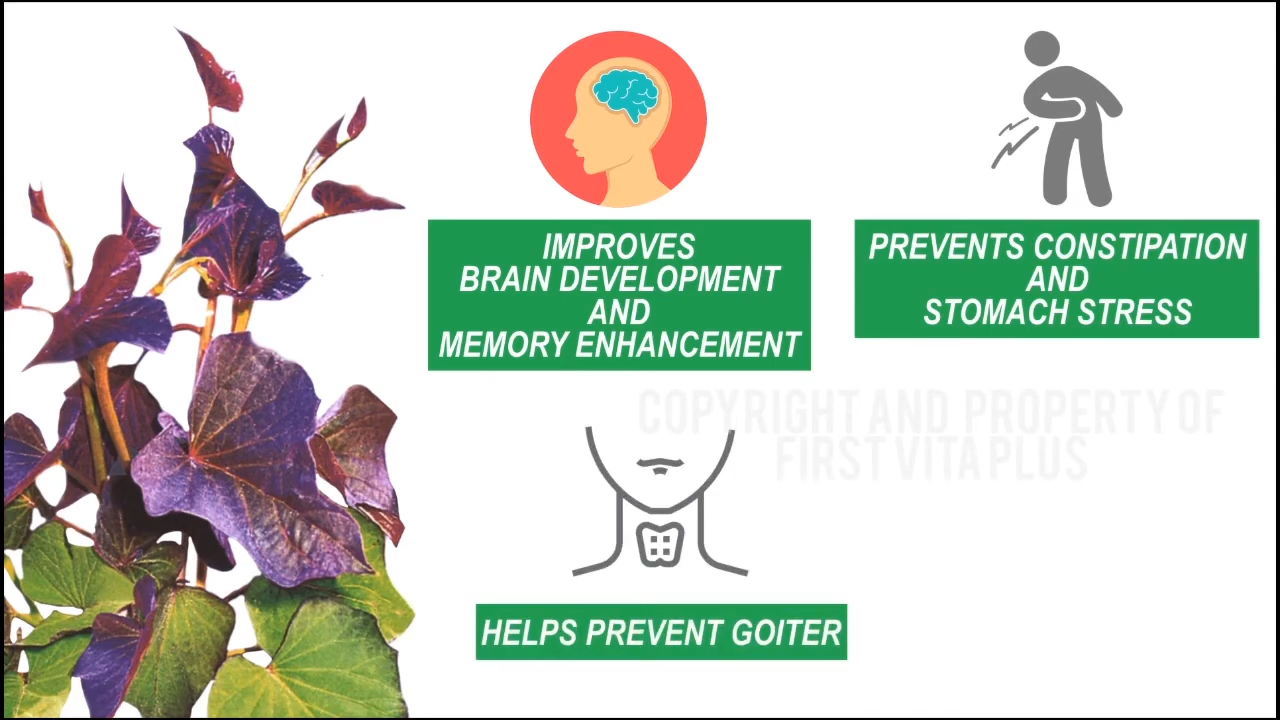 IMPROVES
BRAIN DEVELOPMENT
AND
MEMORY ENHANCEMENT
PREVENTS CONSTIPATION
AND
STOMACH STRESS
COPYRIGHT AND PROPERTY OF
FIRST VITA PLUS
HELPS PREVENT GOITER